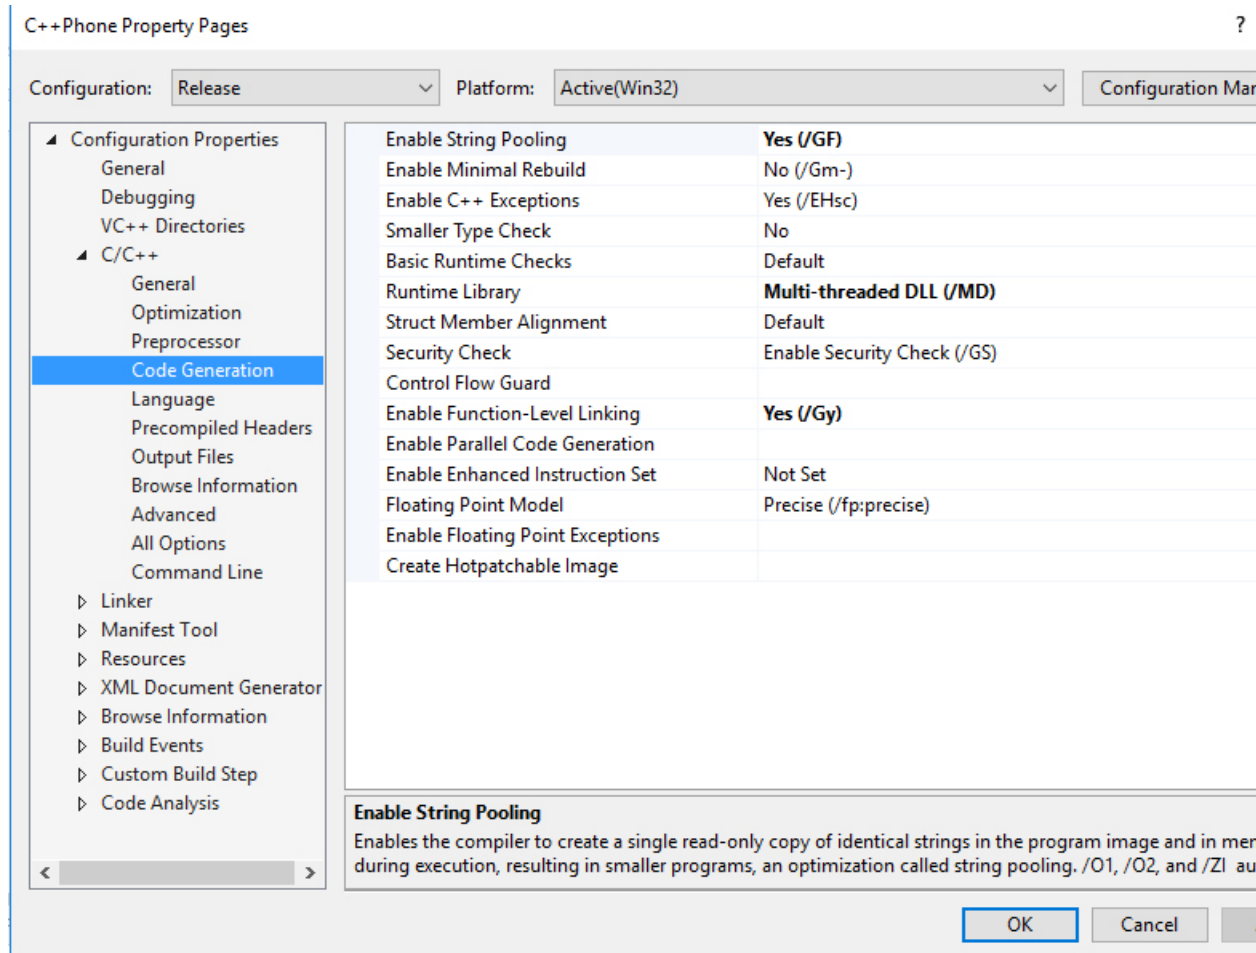 C++Phone Property Pages
?
Configuration: Release Platform: Active(Win32) Configuration Mar
Configuration Properties
General
Debugging
VC++ Directories
C/C++
General
Optimization
Preprocessor
Code Generation
Language
Precompiled Headers
Output Files
Browse Information
Advanced
All Options
Command Line
Linker
Manifest Tool
Resources
XML Document Generator
Browse Information
Build Events
Custom Build Step
Code Analysis
Enable String Pooling Yes (/GF)
Enable Minimal Rebuild No (/Gm-)
Enable C++ Exceptions Yes (/EHsc)
Smaller Type Check No
Basic Runtime Checks Default
Runtime Library Multi-threaded DLL (/MD)
Struct Member Alignment Default
Security Check Enable Security Check (/GS)
Control Flow Guard
Enable Function-Level Linking Yes (/Gy)
Enable Parallel Code Generation
Enable Enhanced Instruction Set Not Set
Floating Point Model Precise (/fp:precise)
Enable Floating Point Exceptions
Create Hotpatchable Image
Enable String Pooling
Enables the compiler to create a single read-only copy of identical strings in the program image and in mer
during execution, resulting in smaller programs, an optimization called string pooling. /O1, /O2, and /ZI au
OK Cancel